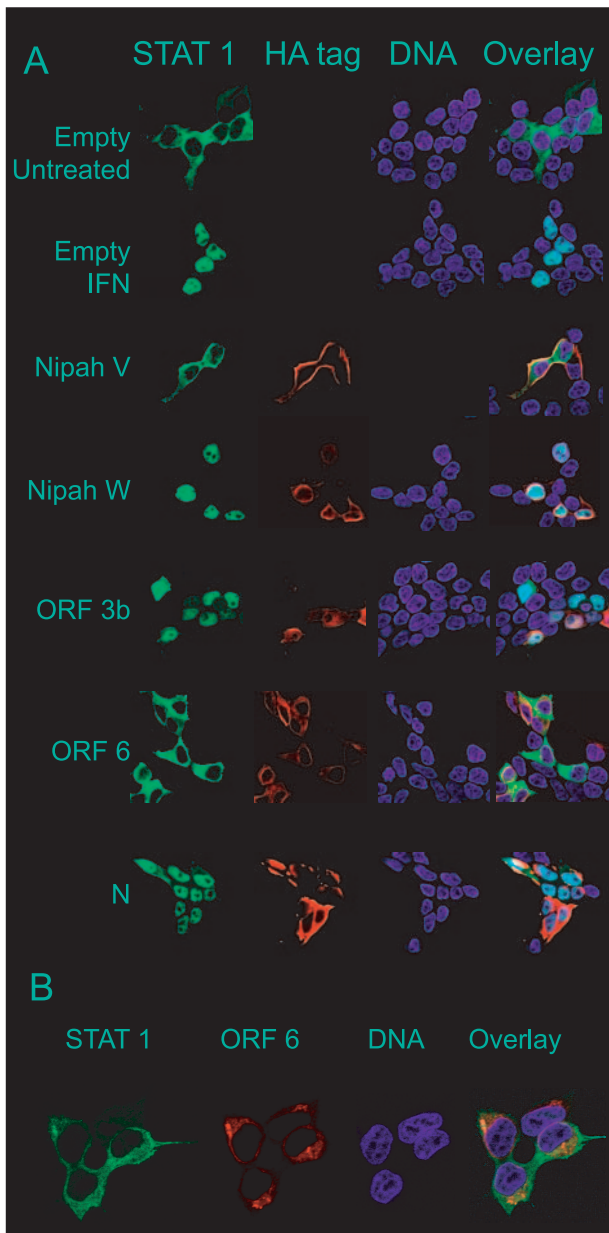 A
STAT 1 HA tag DNA Overlay
Empty
Untreated
Empty
IFN
Nipah V
Nipah W
ORF 3b
ORF 6
N
B
STAT 1 ORF 6 DNA Overlay